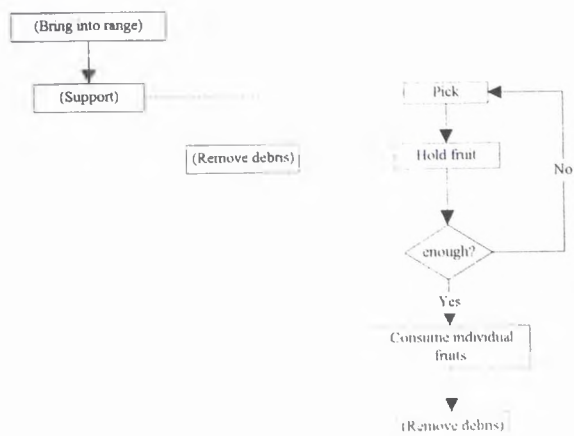 (Bring into range)
(Support)
Pick
(Remove debris)
Hold fruit
No
enough?
Yes
Consume individual
fruits
(Remove debris)